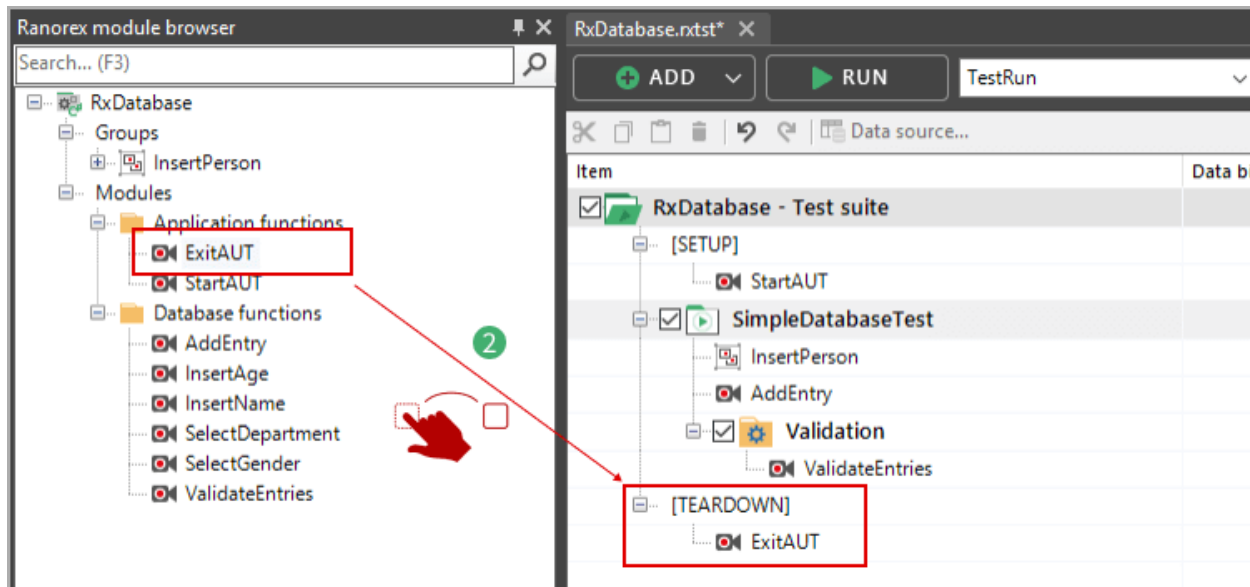 Ranorex module browser
Search... (F3)
RxDatabase
Groups
InsertPerson
Modules
Application functions
ExitAUT
StartAUT
Database functions
AddEntry
InsertAge
InsertName
SelectDepartment
SelectGender
ValidateEntries
2
RxDatabase.rxtst*
ADD
RUN
TestRun
Data source...
Item
Data bi
RxDatabase - Test suite
[SETUP]
StartAUT
SimpleDatabaseTest
InsertPerson
AddEntry
Validation
ValidateEntries
[TEARDOWN]
ExitAUT